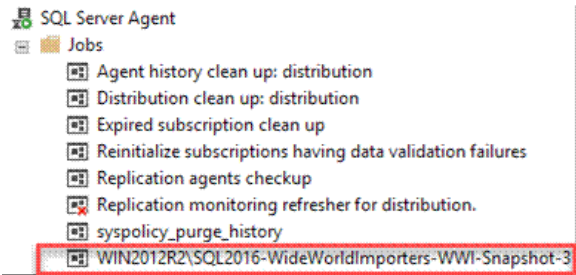 SQL Server Agent
Jobs
Agent history clean up: distribution
Distribution clean up: distribution
Expired subscription clean up
Reinitialize subscriptions having data validation failures
Replication agents checkup
Replication monitoring refresher for distribution.
syspolicy_purge_history
WIN2012R2\SQL2016-WideWorldImporters-WWI-Snapshot-3